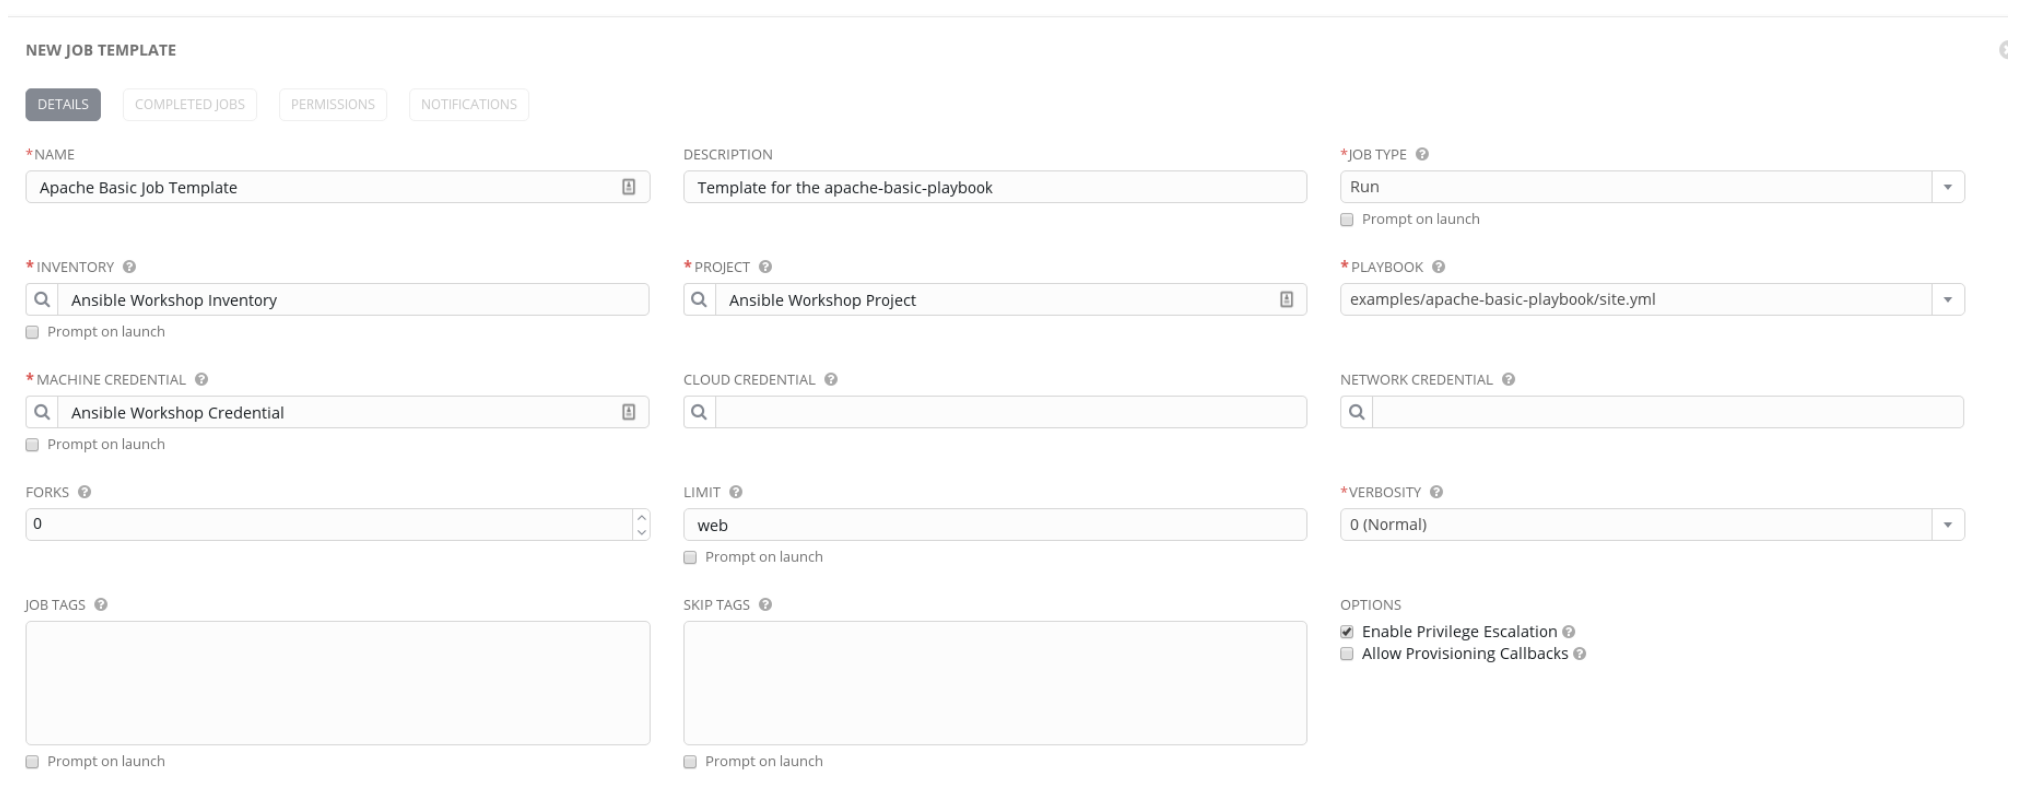 NEW JOB TEMPLATE
DETAILS COMPLETED JOBS PERMISSIONS NOTIFICATIONS
*NAME DESCRIPTION *JOB TYPE
Apache Basic Job Template Template for the apache-basic-playbook Run
Prompt on launch
* INVENTORY * PROJECT * PLAYBOOK
Ansible Workshop Inventory Ansible Workshop Project examples/apache-basic-playbook/site.yml
Prompt on launch
* MACHINE CREDENTIAL CLOUD CREDENTIAL NETWORK CREDENTIAL
Ansible Workshop Credential
Prompt on launch
FORKS LIMIT *VERBOSITY
0 web 0 (Normal)
Prompt on launch
JOB TAGS SKIP TAGS OPTIONS
Enable Privilege Escalation
Allow Provisioning Callbacks
Prompt on launch Prompt on launch